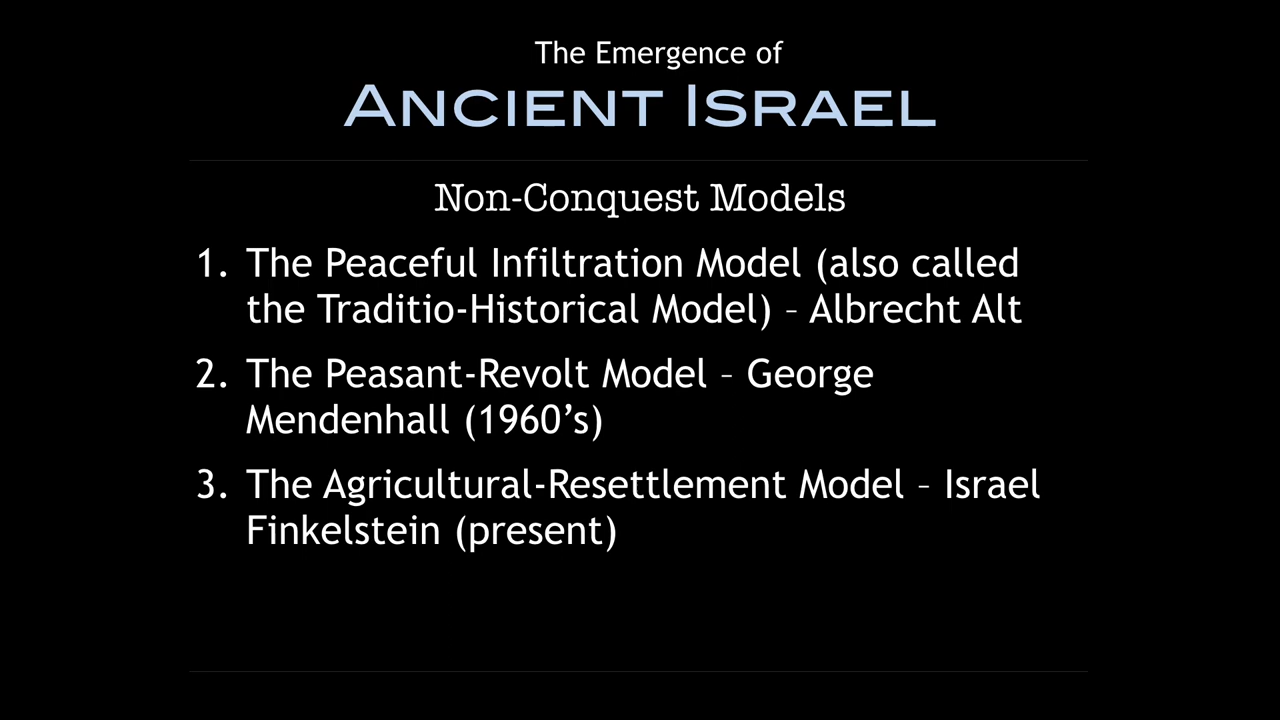 The Emergence of
ANCIENT ISRAEL
Non-Conquest Models
1. The Peaceful Infiltration Model (also called
the Traditio-Historical Model) – Albrecht Alt
2. The Peasant-Revolt Model – George
Mendenhall (1960’s)
3. The Agricultural-Resettlement Model – Israel
Finkelstein (present)